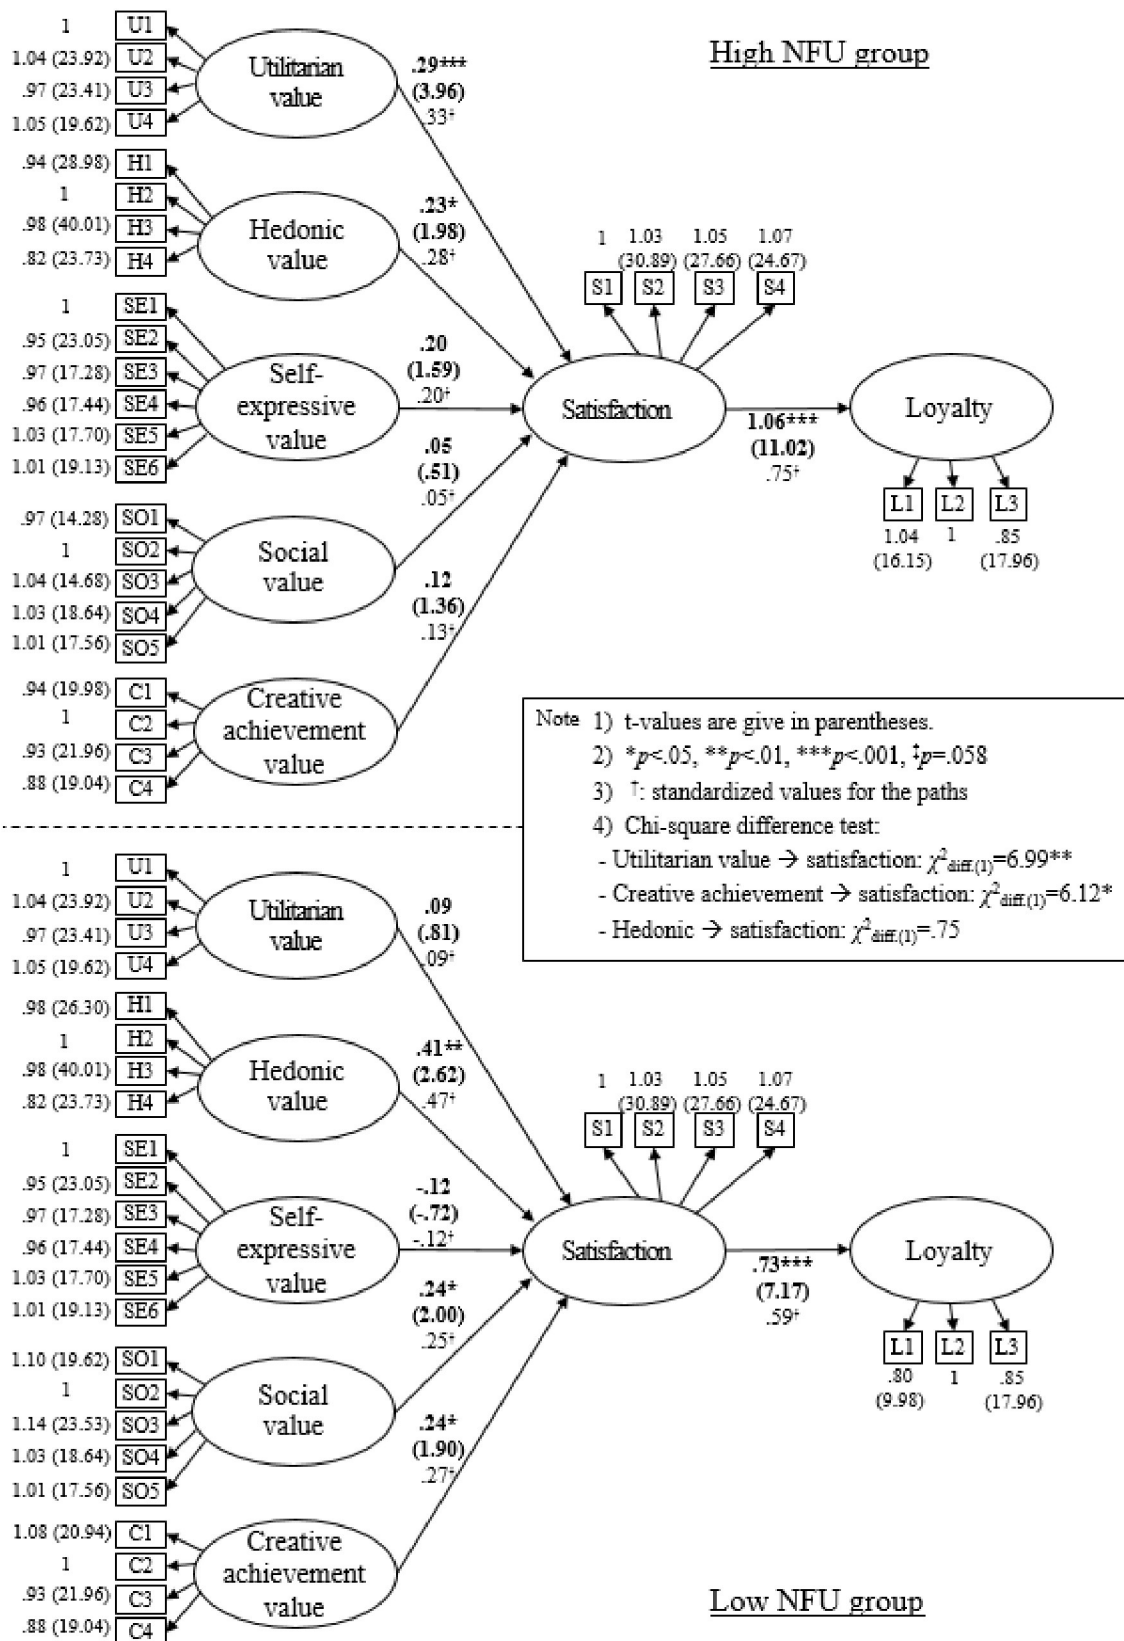 High NFU group
1 U1
1.04 (23.92) U2
.97 (23.41) U3
1.05 (19.62) U4
Utilitarian
value
.29***
(3.96)
.33†
.94 (28.98) H1
1 H2
.98 (40.01) H3
.82 (23.73) H4
Hedonic
value
.23*
(1.98)
.28†
1 SE1
.95 (23.05) SE2
.97 (17.28) SE3
.96 (17.44) SE4
1.03 (17.70) SE5
1.01 (19.13) SE6
Self-
expressive
value
.20
(1.59)
.20†
.97 (14.28) SO1
1 SO2
1.04 (14.68) SO3
1.03 (18.64) SO4
1.01 (17.56) SO5
Social
value
.05
(.51)
.05†
.94 (19.98) C1
1 C2
.93 (21.96) C3
.88 (19.04) C4
Creative
achievement
value
.12
(1.36)
.13†
1 1.03 1.05 1.07
(30.89) (27.66) (24.67)
S1 S2 S3 S4
Satisfaction
1.06***
(11.02)
.75†
Loyalty
L1 L2 L3
1.04 1 .85
(16.15) (17.96)
Note 1) t-values are give in parentheses.
2) *p<.05, **p<.01, ***p<.001, ‡p=.058
3) †: standardized values for the paths
4) Chi-square difference test:
- Utilitarian value → satisfaction: χ²diff.(1)=6.99**
- Creative achievement → satisfaction: χ²diff.(1)=6.12*
- Hedonic → satisfaction: χ²diff.(1)=.75
1 U1
1.04 (23.92) U2
.97 (23.41) U3
1.05 (19.62) U4
Utilitarian
value
.09
(.81)
.09†
.98 (26.30) H1
1 H2
.98 (40.01) H3
.82 (23.73) H4
Hedonic
value
.41**
(2.62)
.47†
1 SE1
.95 (23.05) SE2
.97 (17.28) SE3
.96 (17.44) SE4
1.03 (17.70) SE5
1.01 (19.13) SE6
Self-
expressive
value
-.12
(-.72)
-.12†
1.10 (19.62) SO1
1 SO2
1.14 (23.53) SO3
1.03 (18.64) SO4
1.01 (17.56) SO5
Social
value
.24*
(2.00)
.25†
1.08 (20.94) C1
1 C2
.93 (21.96) C3
.88 (19.04) C4
Creative
achievement
value
.24‡
(1.90)
.27†
1 1.03 1.05 1.07
(30.89) (27.66) (24.67)
S1 S2 S3 S4
Satisfaction
.73***
(7.17)
.59†
Loyalty
L1 L2 L3
.80 1 .85
(9.98) (17.96)
Low NFU group